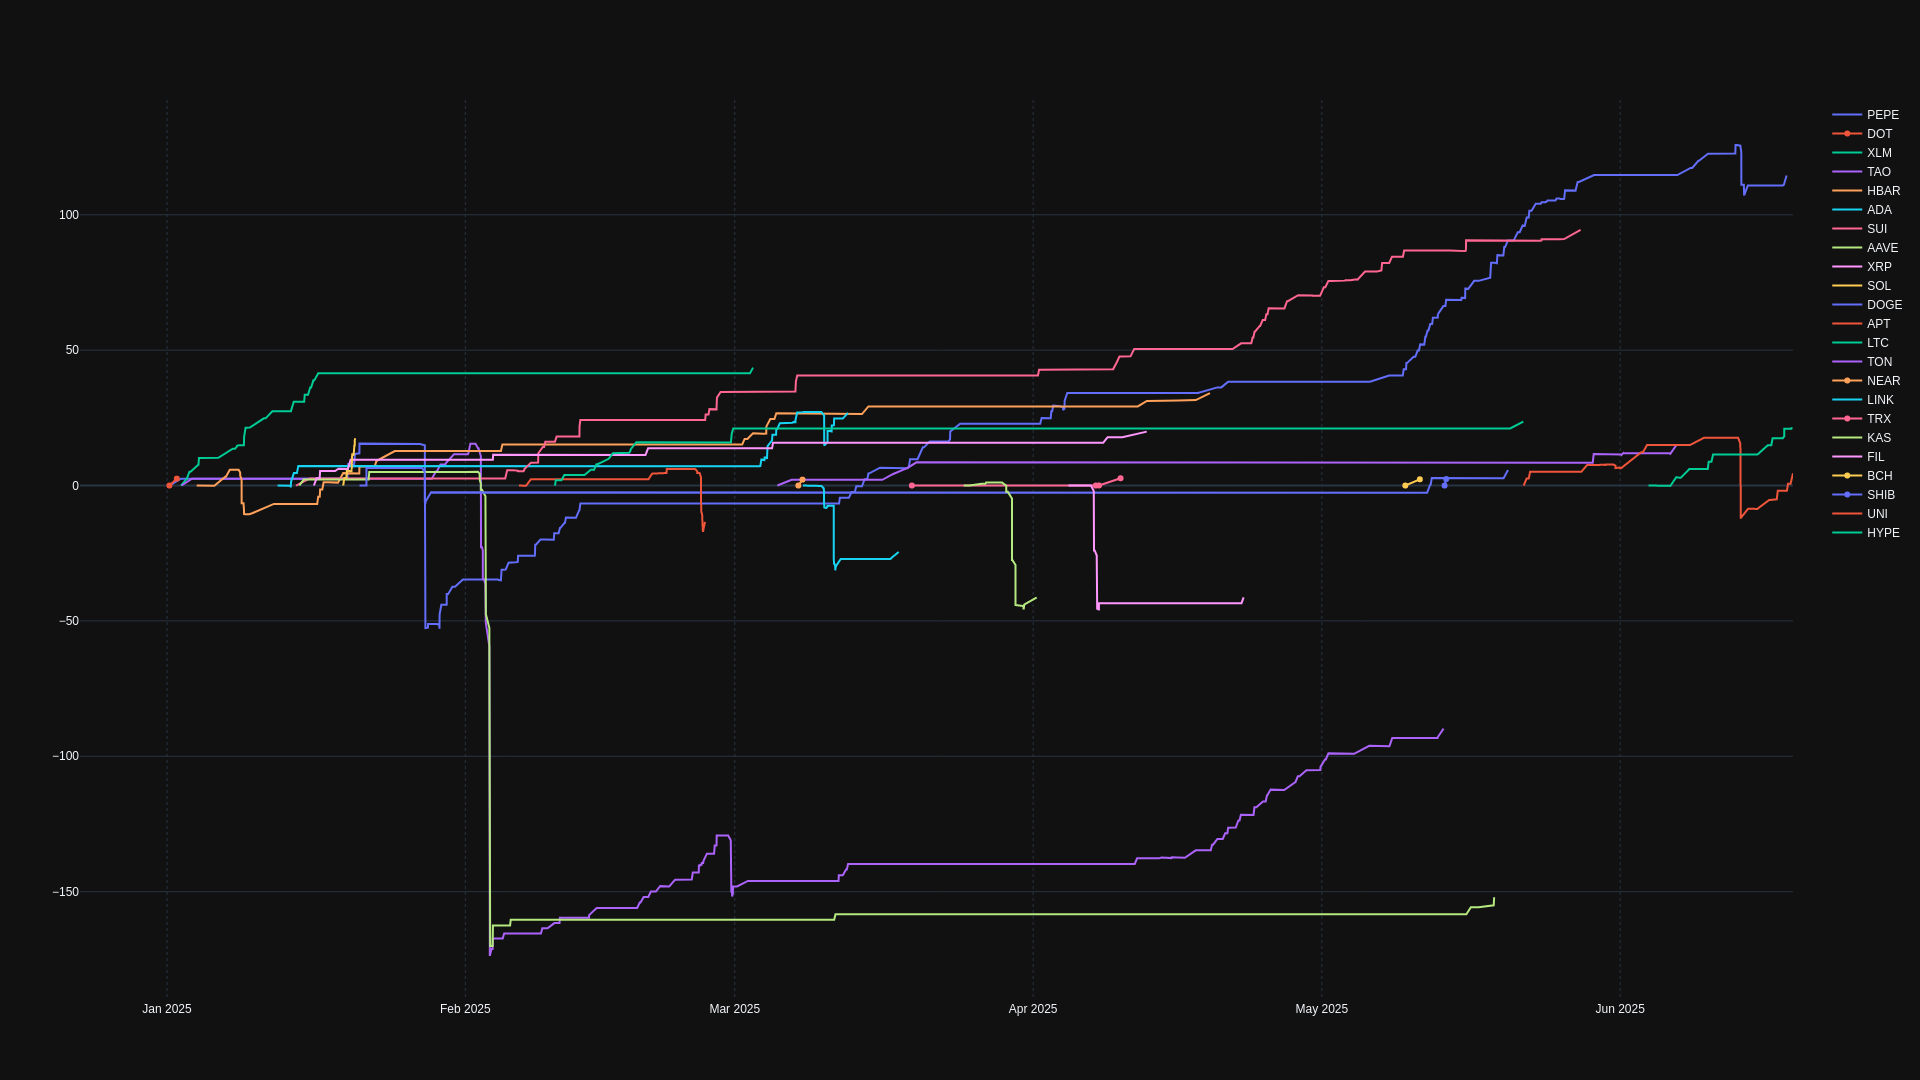 100
50
0
−50
−100
−150
Jan 2025
Feb 2025
Mar 2025
Apr 2025
May 2025
Jun 2025
PEPE
DOT
XLM
TAO
HBAR
ADA
SUI
AAVE
XRP
SOL
DOGE
APT
LTC
TON
NEAR
LINK
TRX
KAS
FIL
BCH
SHIB
UNI
HYPE